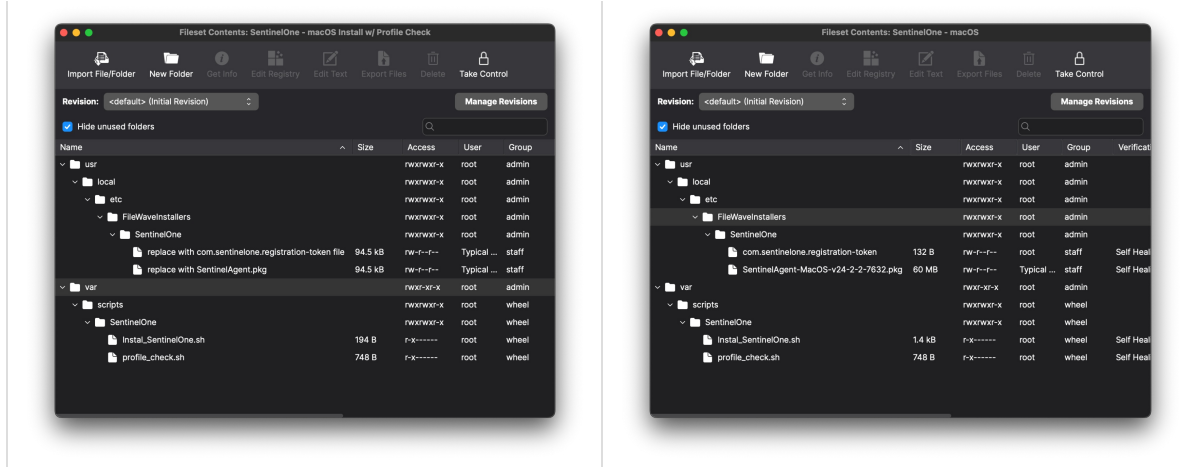 Fileset Contents: SentinelOne - macOS Install w/ Profile Check
Import File/Folder New Folder Get Info Edit Registry Edit Text Export Files Delete Take Control
Revision: <default> (Initial Revision) Manage Revisions
Hide unused folders
Name Size Access User Group
usr rwxrwxr-x root admin
local rwxrwxr-x root admin
etc rwxrwxr-x root admin
FileWaveInstallers rwxrwxr-x root admin
SentinelOne rwxrwxr-x root admin
replace with com.sentinelone.registration-token file 94.5 kB rw-r--r-- Typical ... staff
replace with SentinelAgent.pkg 94.5 kB rw-r--r-- Typical ... staff
var rwxr-xr-x root admin
scripts rwxrwxr-x root wheel
SentinelOne rwxrwxr-x root wheel
Instal_SentinelOne.sh 194 B r-x------ root wheel
profile_check.sh 748 B r-x------ root wheel
Fileset Contents: SentinelOne - macOS
Import File/Folder New Folder Get Info Edit Registry Edit Text Export Files Delete Take Control
Revision: <default> (Initial Revision) Manage Revisions
Hide unused folders
Name Size Access User Group Verificati
usr rwxrwxr-x root admin
local rwxrwxr-x root admin
etc rwxrwxr-x root admin
FileWaveInstallers rwxrwxr-x root admin
SentinelOne rwxrwxr-x root admin
com.sentinelone.registration-token 132 B rw-r--r-- root staff Self Heal
SentinelAgent-MacOS-v24-2-2-7632.pkg 60 MB rw-r--r-- Typical ... staff Self Heal
var rwxr-xr-x root admin
scripts rwxrwxr-x root wheel
SentinelOne rwxrwxr-x root wheel
Instal_SentinelOne.sh 1.4 kB r-x------ root wheel Self Heal
profile_check.sh 748 B r-x------ root wheel Self Heal